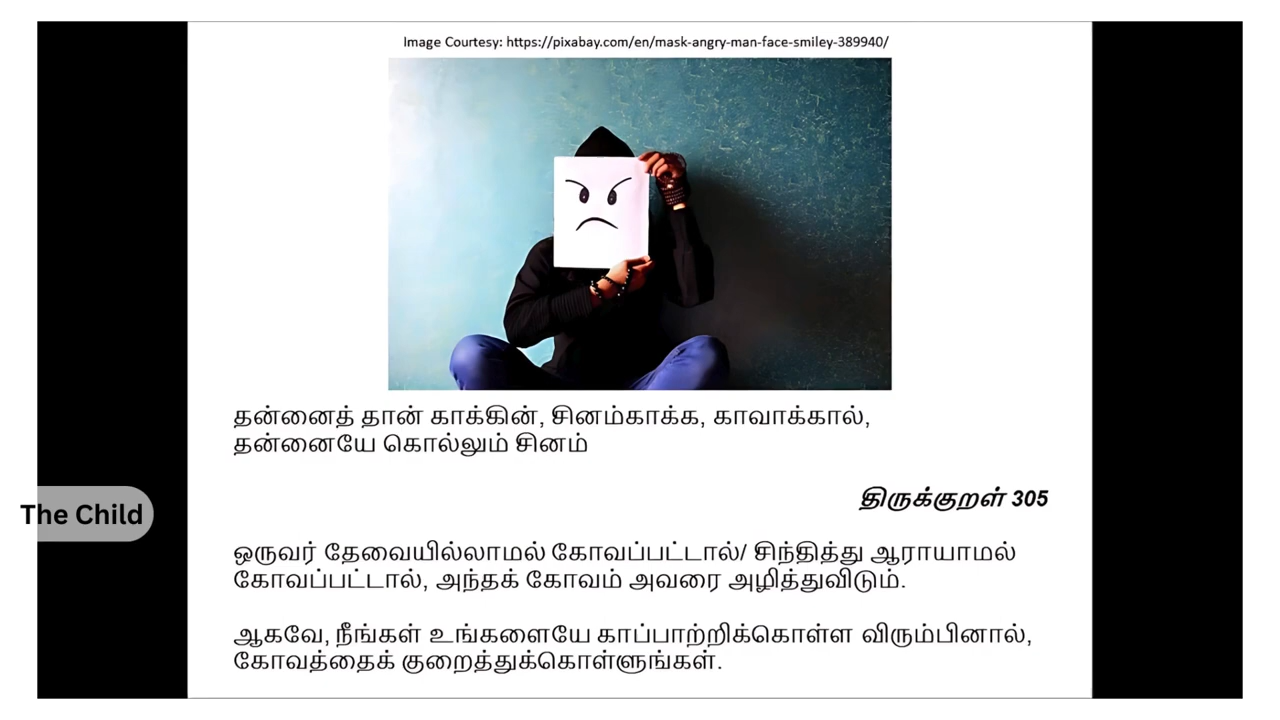 Image Courtesy: https://pixabay.com/en/mask-angry-man-face-smiley-389940/
தன்னைத் தான் காக்கின், சினம்காக்க, காவாக்கால்,
தன்னையே கொல்லும் சினம்
திருக்குறள் 305
The Child
ஒருவர் தேவையில்லாமல் கோவப்பட்டால்/ சிந்தித்து ஆராயாமல்
கோவப்பட்டால், அந்தக் கோவம் அவரை அழித்துவிடும்.
ஆகவே, நீங்கள் உங்களையே காப்பாற்றிக்கொள்ள விரும்பினால்,
கோவத்தைக் குறைத்துக்கொள்ளுங்கள்.